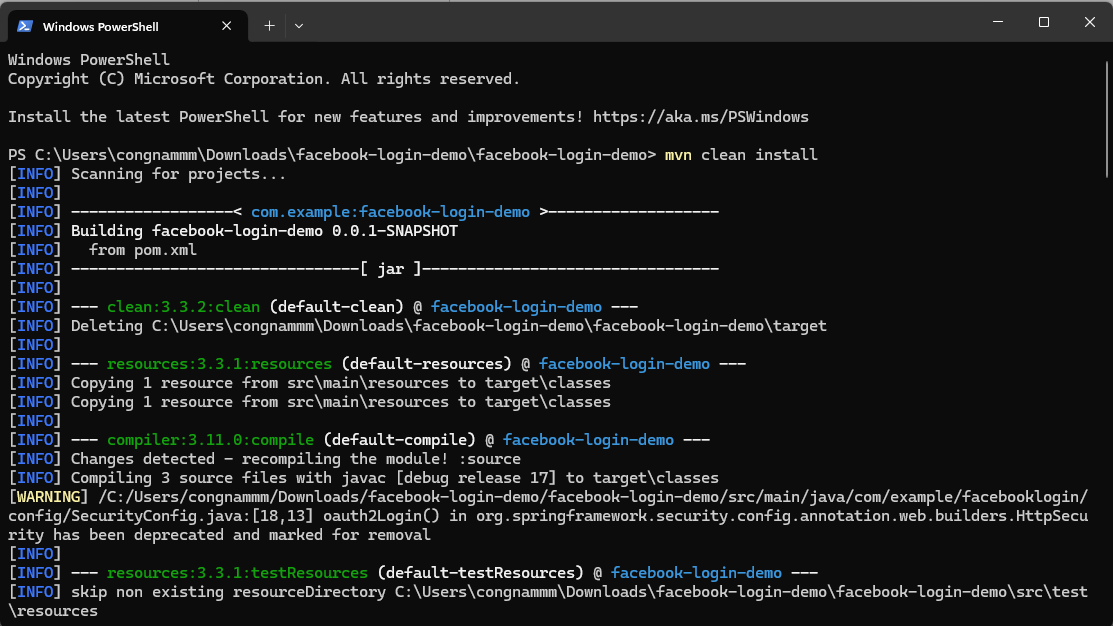 Windows PowerShell
Windows PowerShell
Copyright (C) Microsoft Corporation. All rights reserved.
Install the latest PowerShell for new features and improvements! https://aka.ms/PSWindows
PS C:\Users\congnammm\Downloads\facebook-login-demo\facebook-login-demo> mvn clean install
[INFO] Scanning for projects...
[INFO]
[INFO] ------------------< com.example:facebook-login-demo >-------------------
[INFO] Building facebook-login-demo 0.0.1-SNAPSHOT
[INFO]   from pom.xml
[INFO] --------------------------------[ jar ]---------------------------------
[INFO]
[INFO] --- clean:3.3.2:clean (default-clean) @ facebook-login-demo ---
[INFO] Deleting C:\Users\congnammm\Downloads\facebook-login-demo\facebook-login-demo\target
[INFO]
[INFO] --- resources:3.3.1:resources (default-resources) @ facebook-login-demo ---
[INFO] Copying 1 resource from src\main\resources to target\classes
[INFO] Copying 1 resource from src\main\resources to target\classes
[INFO]
[INFO] --- compiler:3.11.0:compile (default-compile) @ facebook-login-demo ---
[INFO] Changes detected - recompiling the module! :source
[INFO] Compiling 3 source files with javac [debug release 17] to target\classes
[WARNING] /C:/Users/congnammm/Downloads/facebook-login-demo/facebook-login-demo/src/main/java/com/example/facebooklogin/
config/SecurityConfig.java:[18,13] oauth2Login() in org.springframework.security.config.annotation.web.builders.HttpSecu
rity has been deprecated and marked for removal
[INFO]
[INFO] --- resources:3.3.1:testResources (default-testResources) @ facebook-login-demo ---
[INFO] skip non existing resourceDirectory C:\Users\congnammm\Downloads\facebook-login-demo\facebook-login-demo\src\test
\resources